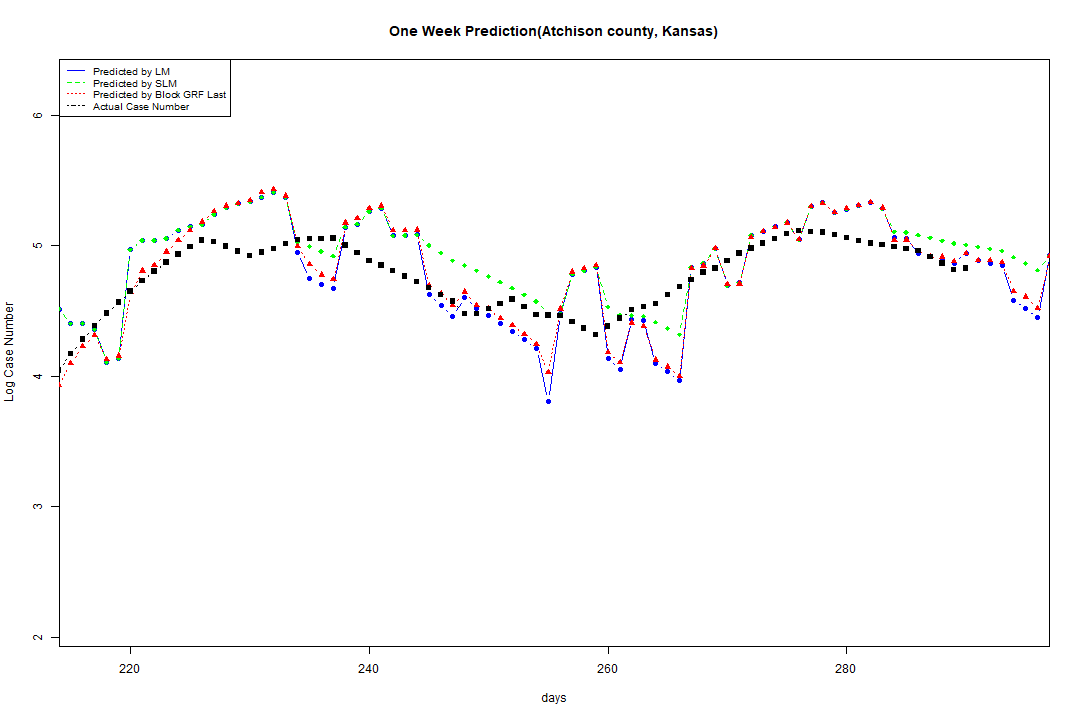 One Week Prediction(Atchison county, Kansas)
Predicted by LM
Predicted by SLM
Predicted by Block GRF Last
Actual Case Number
6
5
4
3
2
Log Case Number
220 240 260 280
days